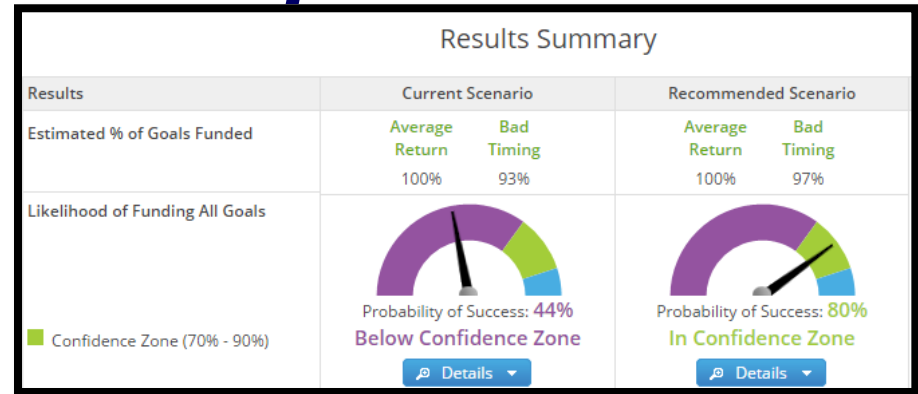 Results Summary
Results Current Scenario Recommended Scenario
Estimated % of Goals Funded
Average Return Bad Timing Average Return Bad Timing
100% 93% 100% 97%
Likelihood of Funding All Goals
Probability of Success: 44% Probability of Success: 80%
Confidence Zone (70% - 90%) Below Confidence Zone In Confidence Zone
Details Details